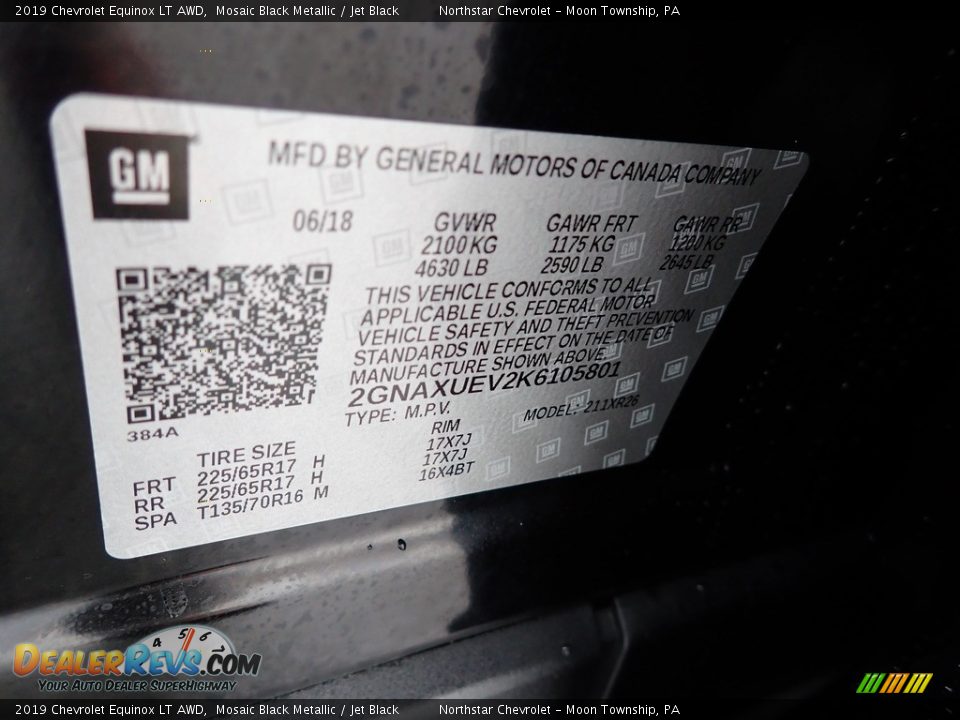 2019 Chevrolet Equinox LT AWD, Mosaic Black Metallic / Jet Black Northstar Chevrolet - Moon Township, PA
GM
MFD BY GENERAL MOTORS OF CANADA COMPANY
06/18 GVWR GAWR FRT GAWR RR
2100 KG 1175 KG 1200 KG
4630 LB 2590 LB 2645 LB
THIS VEHICLE CONFORMS TO ALL
APPLICABLE U.S. FEDERAL MOTOR
VEHICLE SAFETY AND THEFT PREVENTION
STANDARDS IN EFFECT ON THE DATE OF
MANUFACTURE SHOWN ABOVE.
2GNAXUEV2K6105801
TYPE: M.P.V. MODEL: 211XR26
384A
TIRE SIZE RIM
FRT 225/65R17 H 17X7J
RR 225/65R17 H 17X7J
SPA T135/70R16 M 16X4BT
4 5 6
DEALERREVS.COM
YOUR AUTO DEALER SUPERHIGHWAY
2019 Chevrolet Equinox LT AWD, Mosaic Black Metallic / Jet Black Northstar Chevrolet - Moon Township, PA